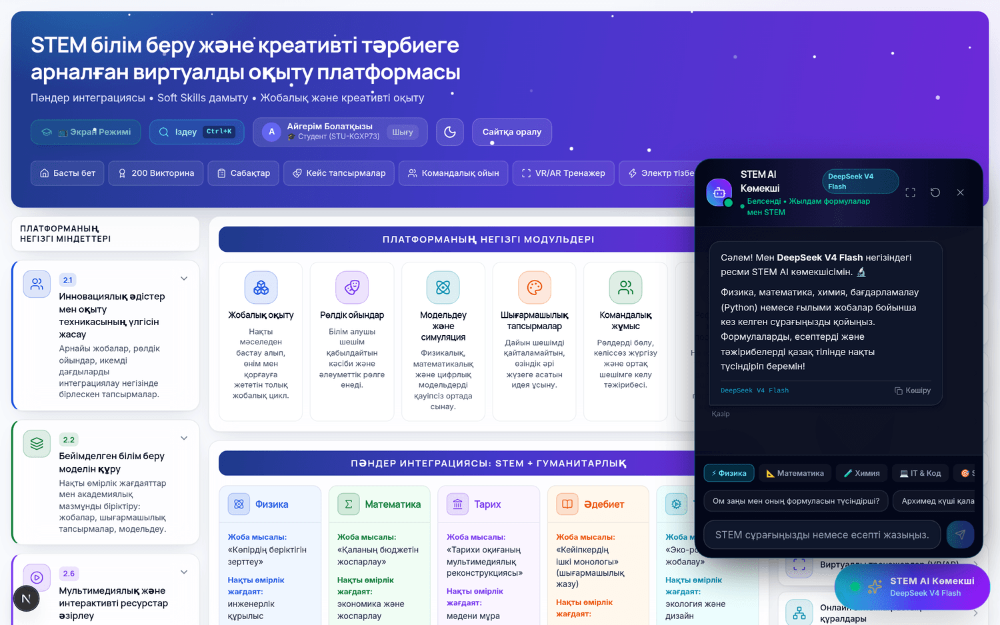 STEM білім беру және креативті тәрбиеге
арналған виртуалды оқыту платформасы
Пәндер интеграциясы • Soft Skills дамыту • Жобалық және креативті оқыту
📺 Экран Режимі
Іздеу Ctrl+K
A
Айгерім Болатқызы
🎓 Студент (STU-KGXP73)
Шығу
Сайтқа оралу
Басты бет
200 Викторина
Сабақтар
Кейс тапсырмалар
Командалық ойын
VR/AR Тренажер
Электр тізбе
ПЛАТФОРМАНЫҢ
НЕГІЗГІ МІНДЕТТЕРІ
2.1
Инновациялық әдістер
мен оқыту
техникасының үлгісін
жасау
Арнайы жобалар, рөлдік
ойындар, икемді
дағдыларды
интеграциялау негізінде
бірлескен тапсырмалар.
2.2
Бейімделген білім беру
моделін құру
Нақты өмірлік жағдаяттар
мен академиялық
мазмұнды біріктіру:
жобалар, шығармашылық
тапсырмалар, модельдеу.
2.6
Мультимедиялық және
интерактивті ресурстар
әзірлеу
N
ПЛАТФОРМАНЫҢ НЕГІЗГІ МОДУЛЬДЕРІ
Жобалық оқыту
Нақты
мәселеден
бастау алып,
өнім мен
қорғауға
жететін толық
жобалық цикл.
Рөлдік ойындар
Білім алушы
шешім
қабылдайтын
кәсіби және
әлеуметтік рөлге
енеді.
Модельдеу
және
симуляция
Физикалық,
математикалық
және цифрлық
модельдерді
қауіпсіз ортада
сынау.
Шығармашылық
тапсырмалар
Дайын шешімді
қайталамайтын,
өзіндік әрі
жүзеге асатын
идея ұсыну.
Командалық
жұмыс
Рөлдерді бөлу,
келіссөз жүргізу
және ортақ
шешімге келу
тәжірибесі.
ПӘНДЕР ИНТЕГРАЦИЯСЫ: STEM + ГУМАНИТАРЛЫҚ
Физика
Жоба мысалы:
«Көпірдің беріктігін
зерттеу»
Нақты өмірлік
жағдаят:
инженерлік
құрылыс
Математика
Жоба мысалы:
«Қаланың бюджетін
жоспарлау»
Нақты өмірлік
жағдаят:
экономика және
жоспарлау
Тарих
Жоба мысалы:
«Тарихи оқиғаның
мультимедиялық
реконструкциясы»
Нақты өмірлік
жағдаят:
мәдени мұра
Әдебиет
Жоба мысалы:
«Кейіпкердің
ішкі монологы»
(шығармашылық
жазу)
Нақты өмірлік
жағдаят:
Жоба м
«Эко-ро
жобалау»
Нақты өмірлік
жағдаят:
экология және
дизайн
STEM AI
Көмекші
DeepSeek V4
Flash
Белсенді • Жылдам формулалар
мен STEM
Сәлем! Мен DeepSeek V4 Flash негізіндегі
ресми STEM AI көмекшісімін. 🔬
Физика, математика, химия, бағдарламалау
(Python) немесе ғылыми жобалар бойынша
кез келген сұрағыңызды қойыңыз.
Формулаларды, есептерді және
тәжірибелерді қазақ тілінде нақты
түсіндіріп беремін!
DeepSeek V4 Flash
Көшіру
Қазір
⚡ Физика
📐 Математика
🧪 Химия
💻 IT & Код
🎯 S
Ом заңы мен оның формуласын түсіндірші?
Архимед күші қала
STEM сұрағыңызды немесе есепті жазыңыз.
STEM AI Көмекші
DeepSeek V4 Flash
құралдары